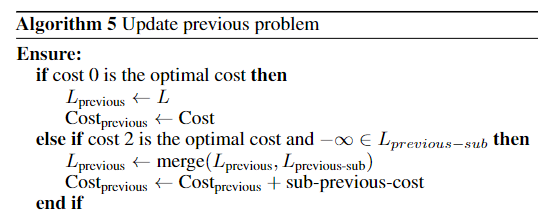 Algorithm 5 Update previous problem
Ensure:
if cost 0 is the optimal cost then
L_previous ← L
Cost_previous ← Cost
else if cost 2 is the optimal cost and −∞ ∈ L_previous−sub then
L_previous ← merge(L_previous, L_previous-sub)
Cost_previous ← Cost_previous + sub-previous-cost
end if